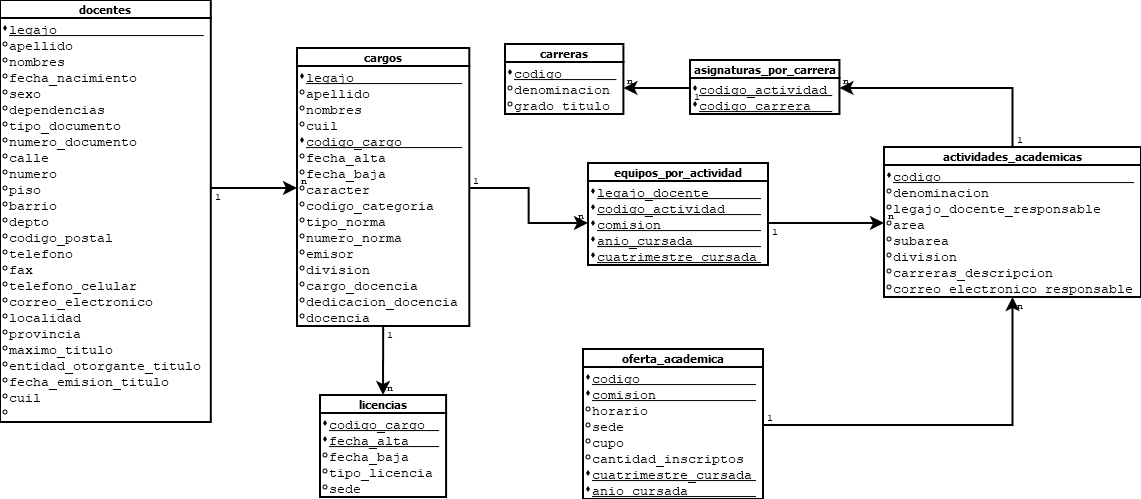 docentes
legajo
apellido
nombres
fecha_nacimiento
sexo
dependencias
tipo_documento
numero_documento
calle
numero
piso
barrio
depto
codigo_postal
telefono
fax
telefono_celular
correo_electronico
localidad
provincia
maximo_titulo
entidad_otorgante_titulo
fecha_emision_titulo
cuil
1
n
cargos
legajo
apellido
nombres
cuil
codigo_cargo
fecha_alta
fecha_baja
caracter
codigo_categoria
tipo_norma
numero_norma
emisor
division
cargo_docencia
dedicacion_docencia
docencia
1
n
licencias
codigo_cargo
fecha_alta
fecha_baja
tipo_licencia
sede
carreras
codigo
denominacion
grado_titulo
n
1
asignaturas_por_carrera
codigo_actividad
codigo_carrera
n
1
1
n
equipos_por_actividad
legajo_docente
codigo_actividad
comision
anio_cursada
cuatrimestre_cursada
1
n
actividades_academicas
codigo
denominacion
legajo_docente_responsable
area
subarea
division
carreras_descripcion
correo_electronico_responsable
n
1
oferta_academica
codigo
comision
horario
sede
cupo
cantidad_inscriptos
cuatrimestre_cursada
anio_cursada